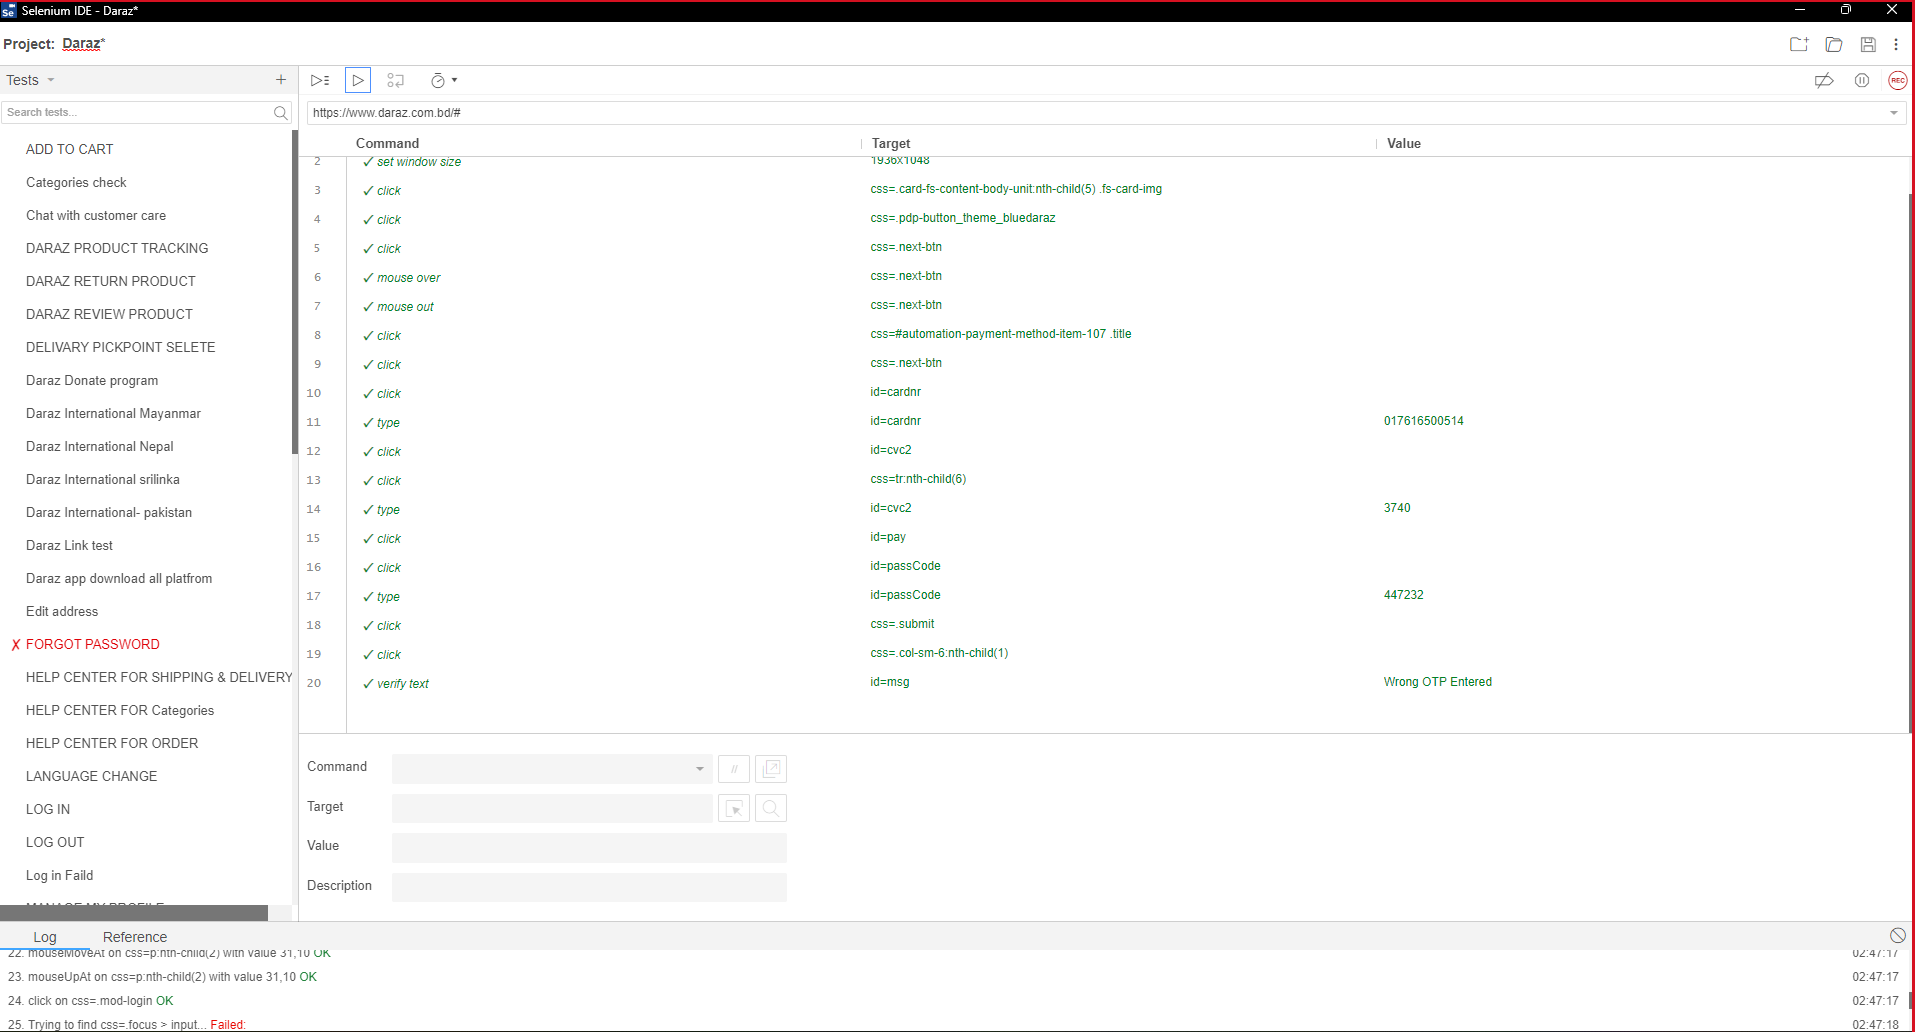 Selenium IDE - Daraz*
Project: Daraz*
Tests
Search tests...
ADD TO CART
Categories check
Chat with customer care
DARAZ PRODUCT TRACKING
DARAZ RETURN PRODUCT
DARAZ REVIEW PRODUCT
DELIVARY PICKPOINT SELETE
Daraz Donate program
Daraz International Mayanmar
Daraz International Nepal
Daraz International srilinka
Daraz International- pakistan
Daraz Link test
Daraz app download all platfrom
Edit address
✗ FORGOT PASSWORD
HELP CENTER FOR SHIPPING & DELIVERY
HELP CENTER FOR Categories
HELP CENTER FOR ORDER
LANGUAGE CHANGE
LOG IN
LOG OUT
Log in Faild
MANAGE MY PROFILE
REC
https://www.daraz.com.bd/#
Command Target Value
2 ✓ set window size 1936x1048
3 ✓ click css=.card-fs-content-body-unit:nth-child(5) .fs-card-img
4 ✓ click css=.pdp-button_theme_bluedaraz
5 ✓ click css=.next-btn
6 ✓ mouse over css=.next-btn
7 ✓ mouse out css=.next-btn
8 ✓ click css=#automation-payment-method-item-107 .title
9 ✓ click css=.next-btn
10 ✓ click id=cardnr
11 ✓ type id=cardnr 017616500514
12 ✓ click id=cvc2
13 ✓ click css=tr:nth-child(6)
14 ✓ type id=cvc2 3740
15 ✓ click id=pay
16 ✓ click id=passCode
17 ✓ type id=passCode 447232
18 ✓ click css=.submit
19 ✓ click css=.col-sm-6:nth-child(1)
20 ✓ verify text id=msg Wrong OTP Entered
Command //
Target
Value
Description
Log Reference
22. mouseMoveAt on css=p:nth-child(2) with value 31,10 OK 02:47:17
23. mouseUpAt on css=p:nth-child(2) with value 31,10 OK 02:47:17
24. click on css=.mod-login OK 02:47:17
25. Trying to find css=.focus > input... Failed: 02:47:18